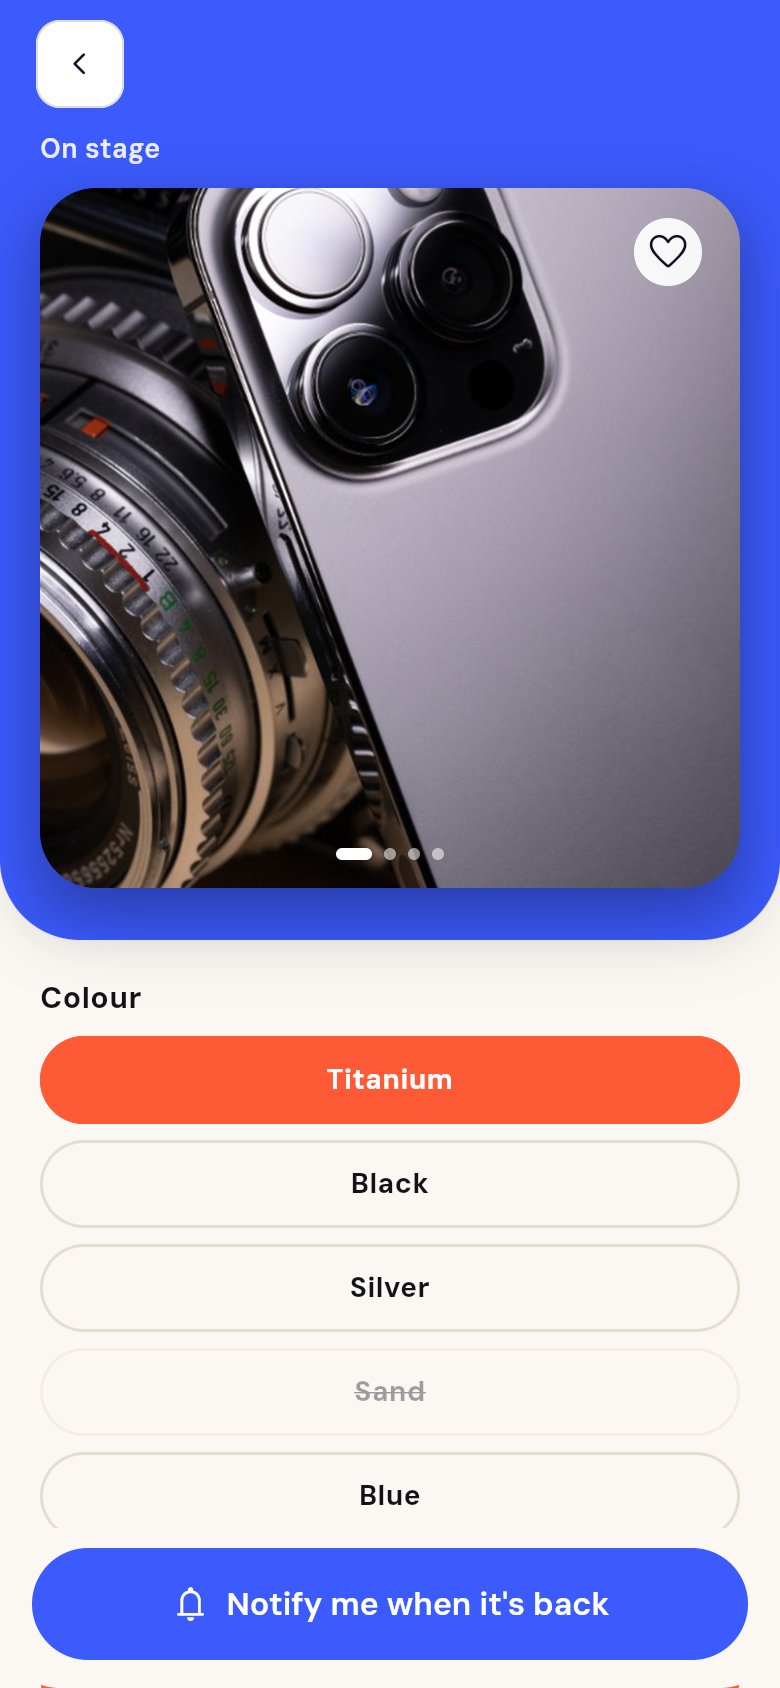 On stage
Colour
Titanium
Black
Silver
Sand
Blue
Notify me when it's back